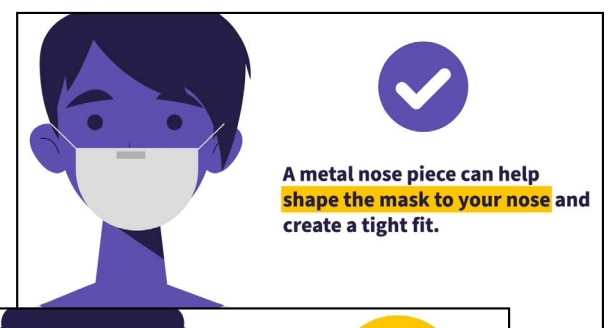 A metal nose piece can help
shape the mask to your nose and
create a tight fit.